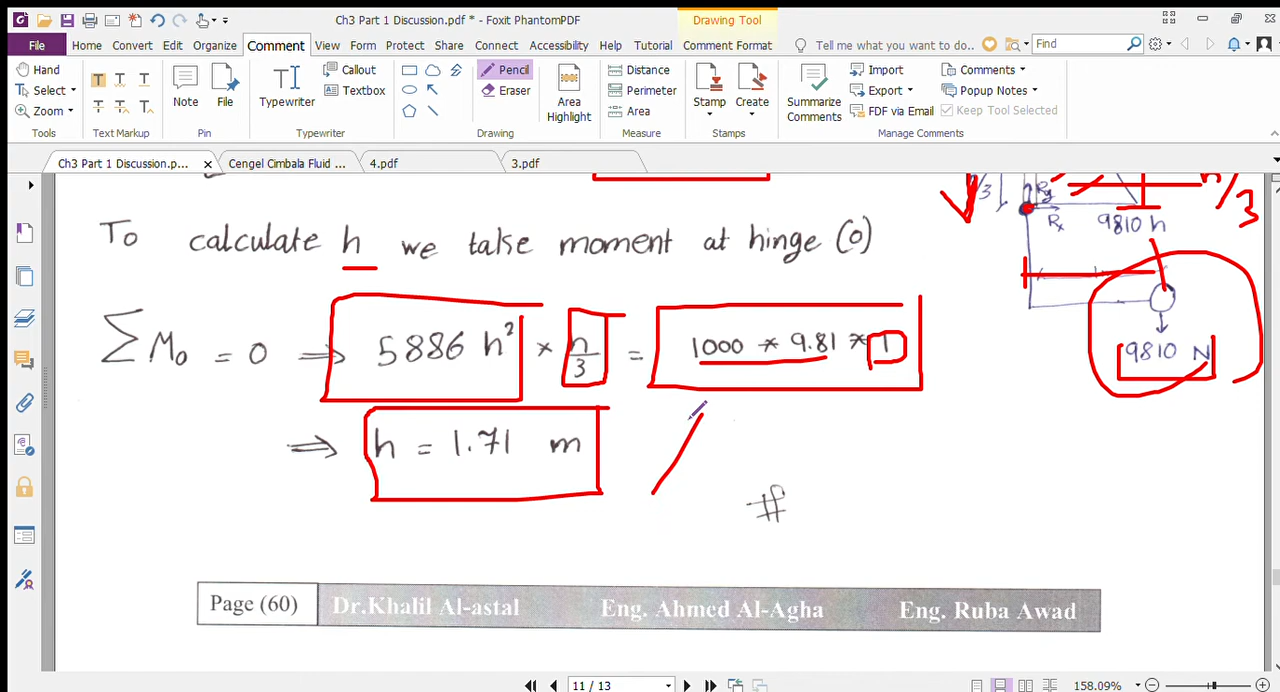 Ch3 Part 1 Discussion.pdf * - Foxit PhantomPDF
Drawing Tool
File Home Convert Edit Organize Comment View Form Protect Share Connect Accessibility Help Tutorial Comment Format Tell me what you want to do.. Find
Hand
Select
Zoom
Tools
Text Markup
Note
File
Pin
Typewriter
Callout
Textbox
Typewriter
Pencil
Eraser
Drawing
Area Highlight
Distance
Perimeter
Area
Measure
Stamp
Create
Stamps
Summarize Comments
Import
Export
FDF via Email
Comments
Popup Notes
Keep Tool Selected
Manage Comments
Ch3 Part 1 Discussion.p... × Cengel Cimbala Fluid ... 4.pdf 3.pdf
/3
Rx
9810 h
/3
To calculate h we take moment at hinge (0)
∑ M₀ = 0 ⇒ 5886 h² * h/3 = 1000 * 9.81 * 1
9810 N
⇒ h = 1.71 m
#
Page (60) Dr.Khalil Al-astal Eng. Ahmed Al-Agha Eng. Ruba Awad
11 / 13
158.09%